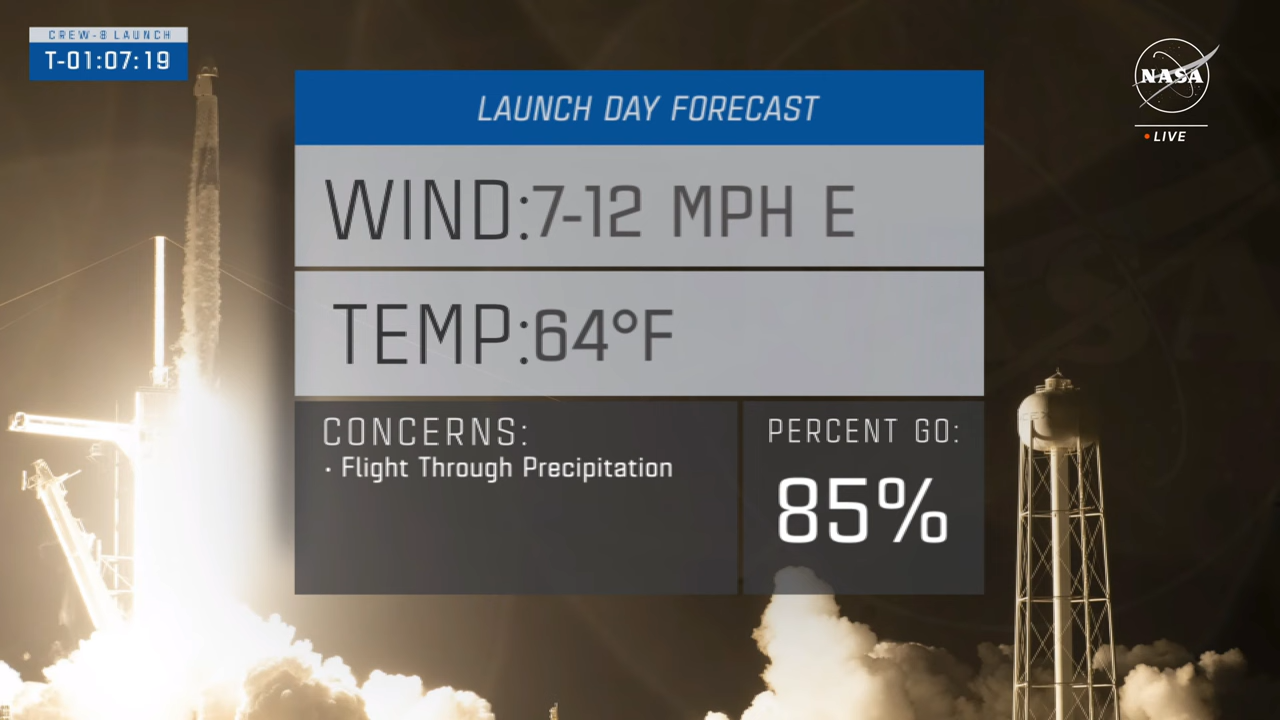 CREW-8 LAUNCH
T-01:07:19
NASA
LIVE
LAUNCH DAY FORECAST
WIND:7-12 MPH E
TEMP:64°F
CONCERNS:
· Flight Through Precipitation
PERCENT GO:
85%